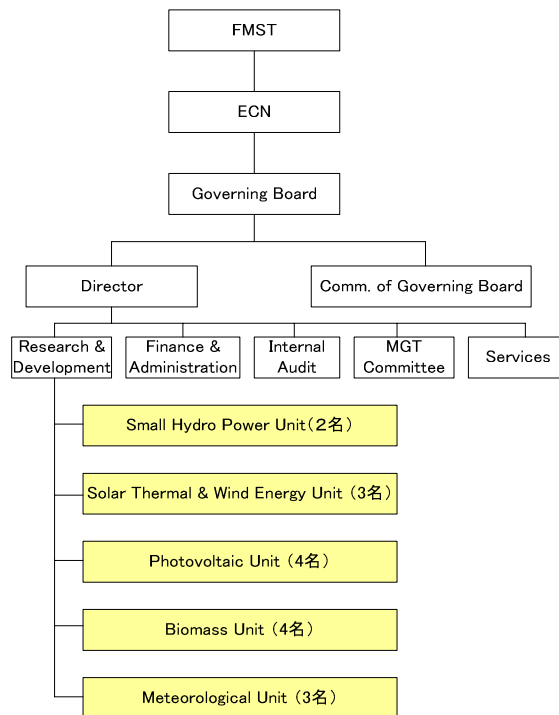 FMST
ECN
Governing Board
Director
Comm. of Governing Board
Research &
Development
Finance &
Administration
Internal
Audit
MGT
Committee
Services
Small Hydro Power Unit(２名)
Solar Thermal & Wind Energy Unit (3名)
Photovoltaic Unit (4名)
Biomass Unit (4名)
Meteorological Unit (3名)